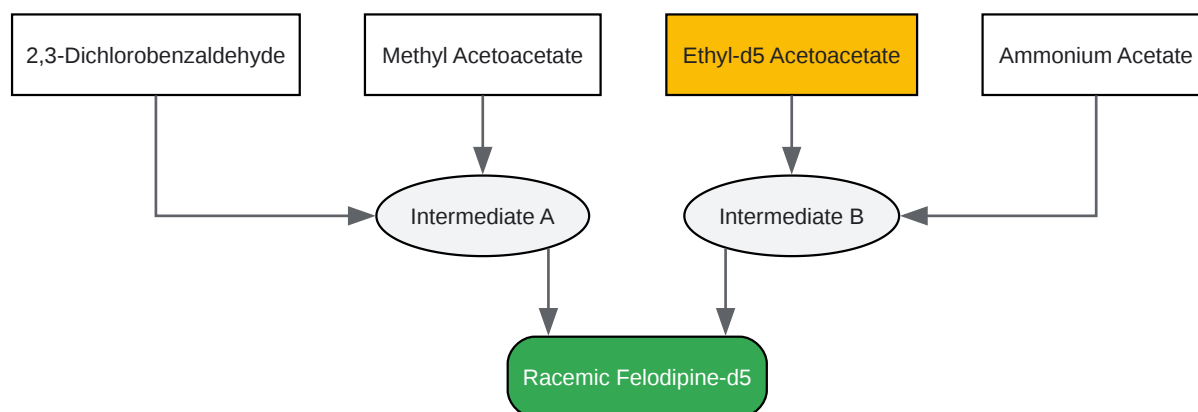 2,3-Dichlorobenzaldehyde
Methyl Acetoacetate
Ethyl-d5 Acetoacetate
Ammonium Acetate
Intermediate A
Intermediate B
Racemic Felodipine-d5